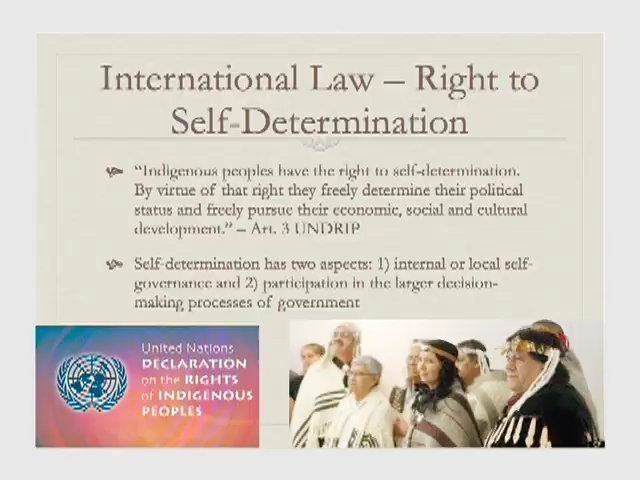 International Law – Right to
Self-Determination
“Indigenous peoples have the right to self-determination.
By virtue of that right they freely determine their political
status and freely pursue their economic, social and cultural
development.” – Art. 3 UNDRIP
Self-determination has two aspects: 1) internal or local self-
governance and 2) participation in the larger decision-
making processes of government
United Nations
DECLARATION
on the RIGHTS
of INDIGENOUS
PEOPLES